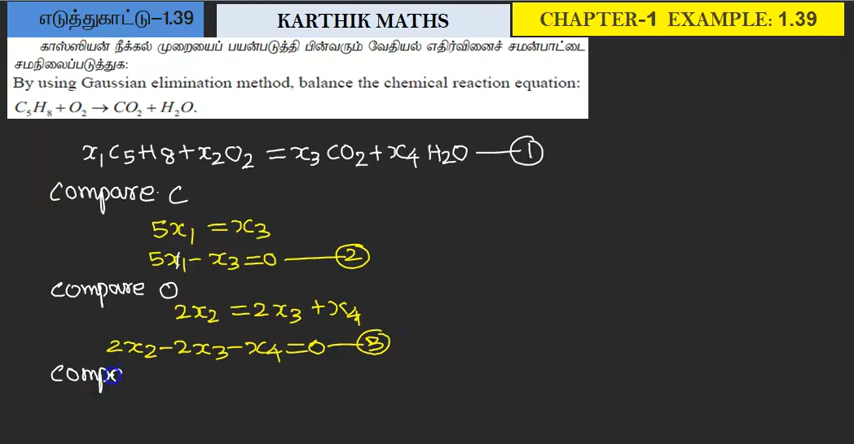 எடுத்துகாட்டு-1.39
KARTHIK MATHS
CHAPTER-1 EXAMPLE: 1.39
காஸ்ஸியன் நீக்கல் முறையைப் பயன்படுத்தி பின்வரும் வேதியல் எதிர்வினைச் சமன்பாட்டை
சமநிலைப்படுத்துக:
By using Gaussian elimination method, balance the chemical reaction equation:
C₅H₈ + O₂ → CO₂ + H₂O.
x₁C5H8+x₂O₂ = x₃CO₂+x₄H2O — ①
Compare C
5x₁ = x₃
5x₁ - x₃ = 0 — ②
Compare O
2x₂ = 2x₃ + x₄
2x₂ - 2x₃ - x₄ = 0 — ③
Comp